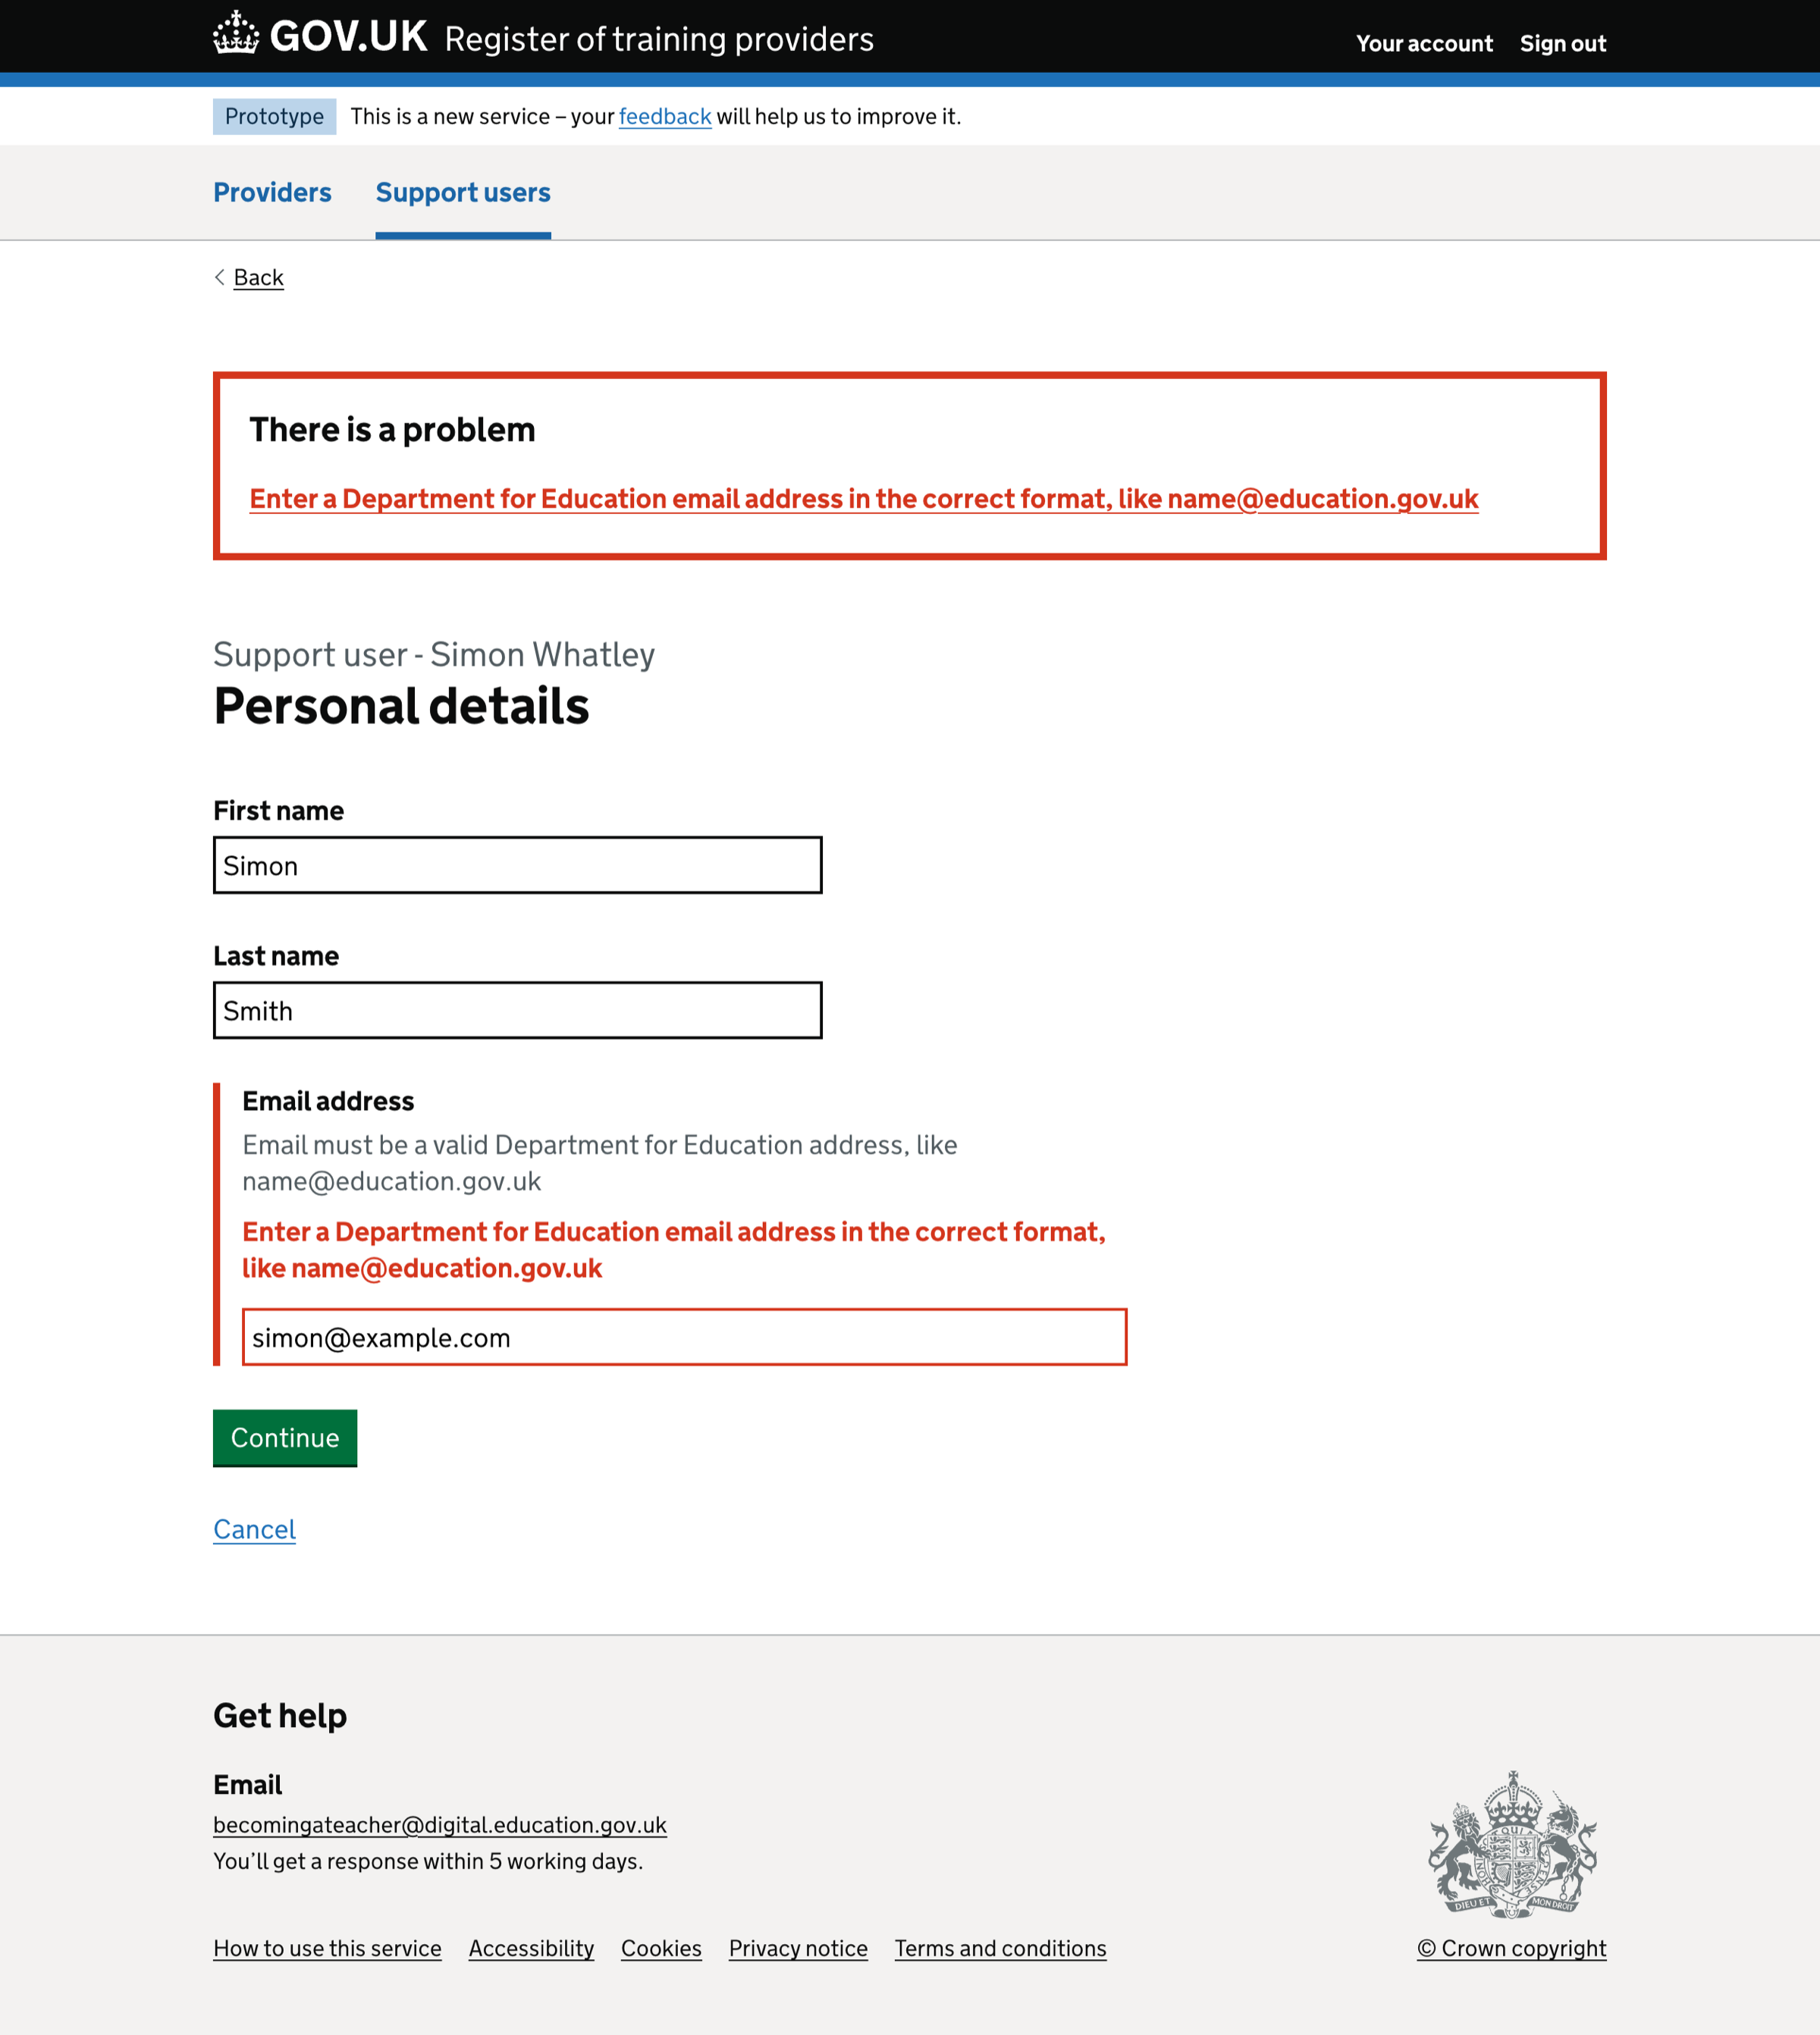 GOV.UK Register of training providers
Your account Sign out
Prototype This is a new service – your feedback will help us to improve it.
Providers Support users
Back
There is a problem
Enter a Department for Education email address in the correct format, like name@education.gov.uk
Support user - Simon Whatley
Personal details
First name
Simon
Last name
Smith
Email address
Email must be a valid Department for Education address, like
name@education.gov.uk
Enter a Department for Education email address in the correct format,
like name@education.gov.uk
simon@example.com
Continue
Cancel
Get help
Email
becomingateacher@digital.education.gov.uk
You’ll get a response within 5 working days.
DIEU ET MON DROIT
How to use this service Accessibility Cookies Privacy notice Terms and conditions
© Crown copyright